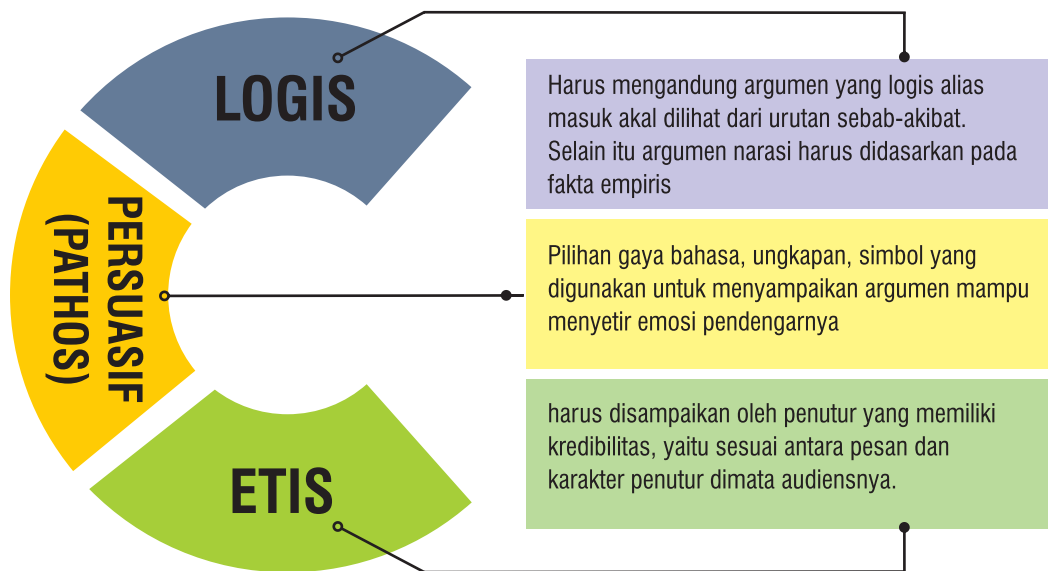 LOGIS
Harus mengandung argumen yang logis alias
masuk akal dilihat dari urutan sebab-akibat.
Selain itu argumen narasi harus didasarkan pada
fakta empiris
PERSUASIF
(PATHOS)
Pilihan gaya bahasa, ungkapan, simbol yang
digunakan untuk menyampaikan argumen mampu
menyetir emosi pendengarnya
ETIS
harus disampaikan oleh penutur yang memiliki
kredibilitas, yaitu sesuai antara pesan dan
karakter penutur dimata audiensnya.